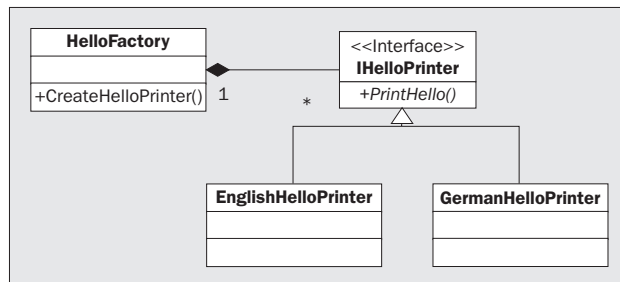 HelloFactory
+CreateHelloPrinter()
1
*
<<Interface>>
IHelloPrinter
+PrintHello()
EnglishHelloPrinter
GermanHelloPrinter